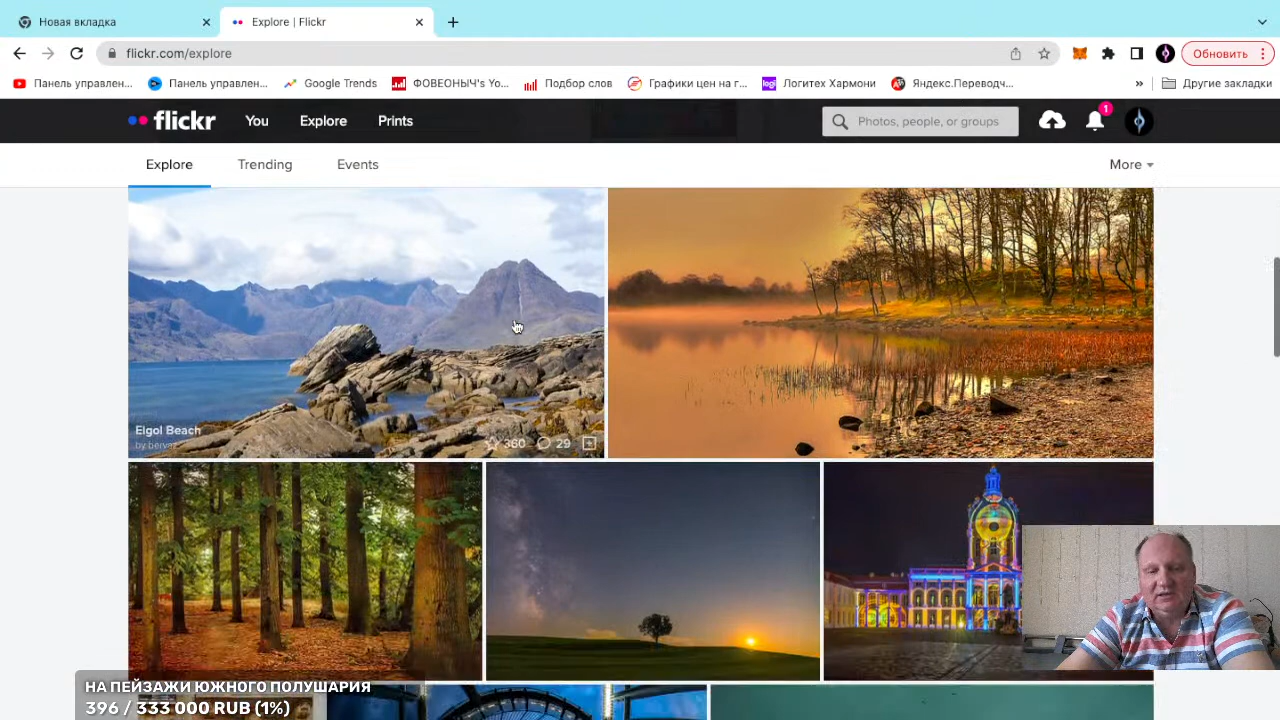 Новая вкладка
Explore | Flickr
flickr.com/explore
Обновить
Панель управлен...
Панель управлен...
Google Trends
ФОВЕОНЫЧ's Yo...
Подбор слов
Графики цен на г...
Логитех Хармони
Яндекс.Переводч...
»
Другие закладки
flickr
You
Explore
Prints
Photos, people, or groups
1
Explore
Trending
Events
More
Elgol Beach
360
29
НА ПЕЙЗАЖИ ЮЖНОГО ПОЛУШАРИЯ
396 / 333 000 RUB (1%)